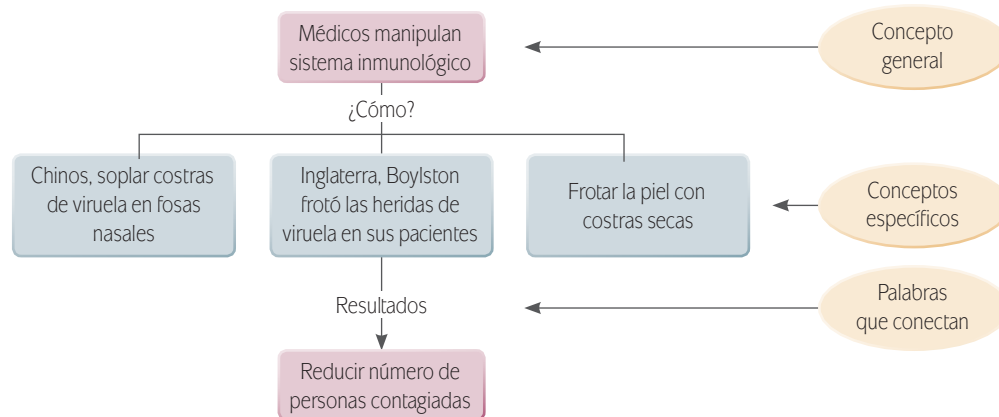 Médicos manipulan
sistema inmunológico
Concepto
general
¿Cómo?
Chinos, soplar costras
de viruela en fosas
nasales
Inglaterra, Boylston
frotó las heridas de
viruela en sus pacientes
Frotar la piel con
costras secas
Conceptos
específicos
Resultados
Palabras
que conectan
Reducir número de
personas contagiadas